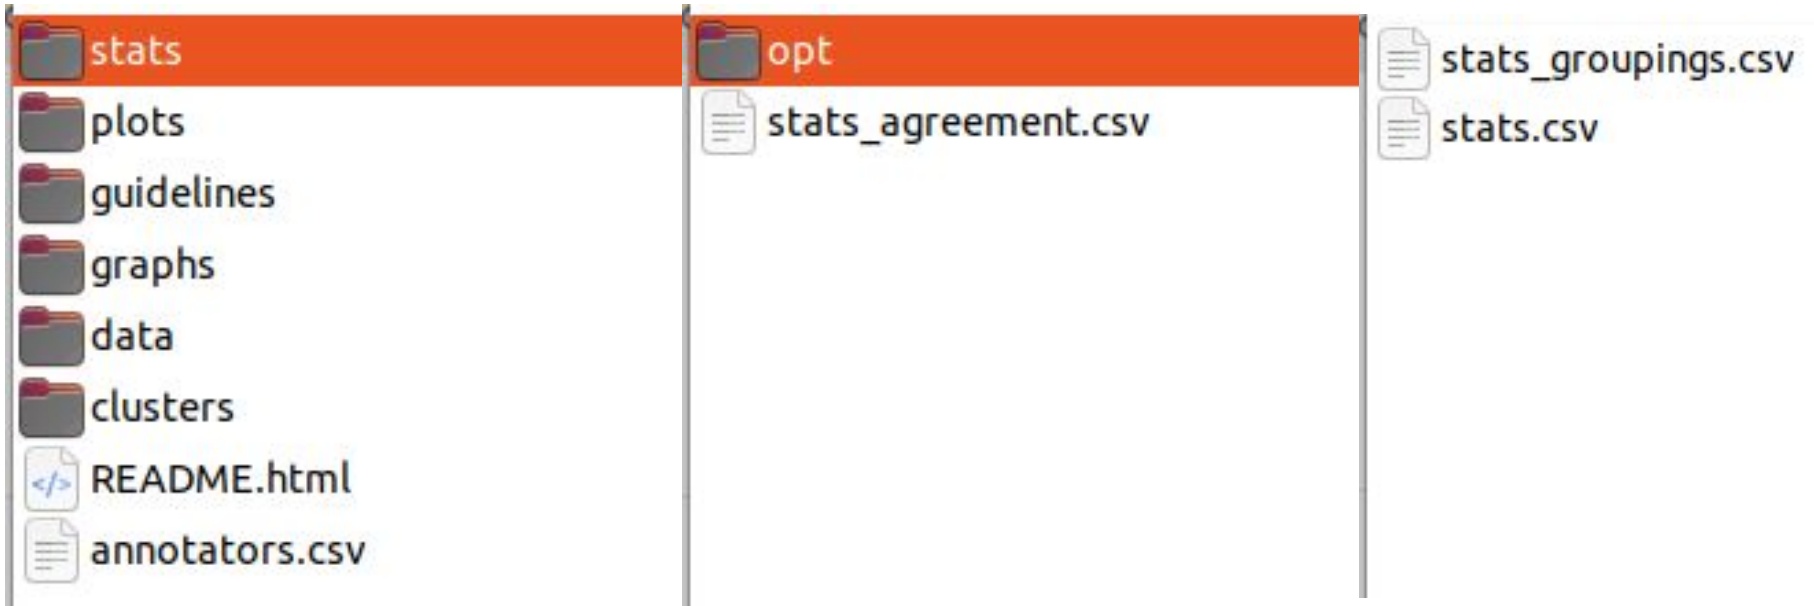 stats
plots
guidelines
graphs
data
clusters
README.html
annotators.csv
opt
stats_agreement.csv
stats_groupings.csv
stats.csv